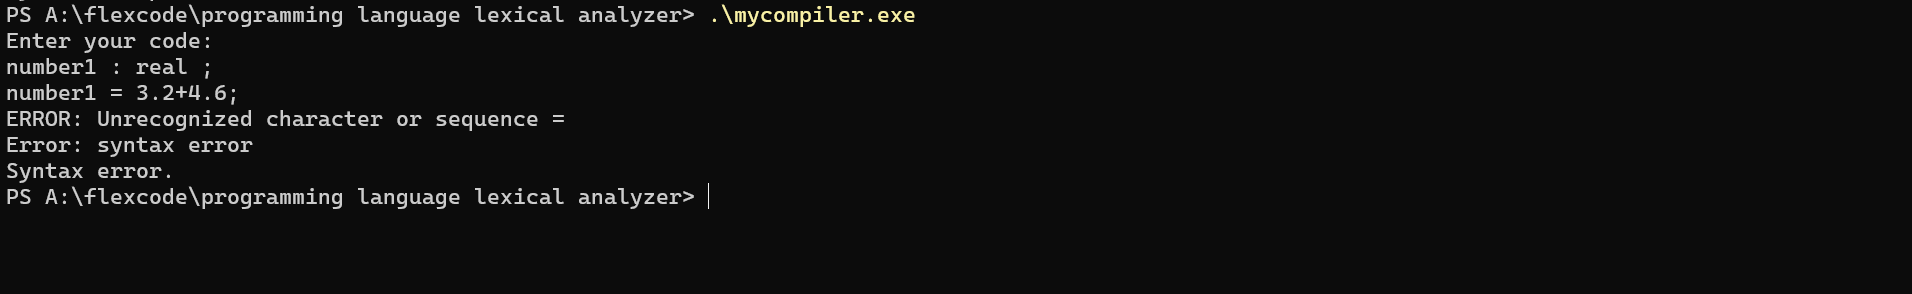 PS A:\flexcode\programming language lexical analyzer> .\mycompiler.exe
Enter your code:
number1 : real ;
number1 = 3.2+4.6;
ERROR: Unrecognized character or sequence =
Error: syntax error
Syntax error.
PS A:\flexcode\programming language lexical analyzer>